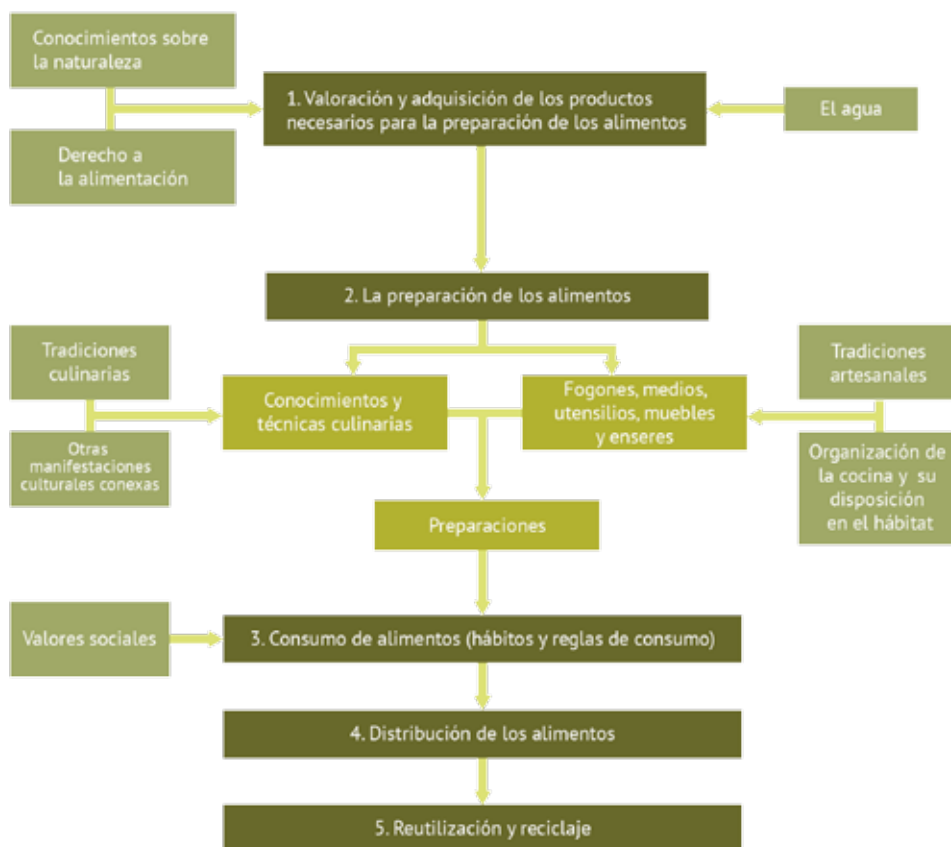 Conocimientos sobre
la naturaleza
1. Valoración y adquisición de los productos
necesarios para la preparación de los alimentos
El agua
Derecho a
la alimentación
2. La preparación de los alimentos
Tradiciones
culinarias
Tradiciones
artesanales
Conocimientos y
técnicas culinarias
Fogones, medios,
utensilios, muebles
y enseres
Otras
manifestaciones
culturales conexas
Organización de
la cocina y su
disposición
en el hábitat
Preparaciones
Valores sociales
3. Consumo de alimentos (hábitos y reglas de consumo)
4. Distribución de los alimentos
5. Reutilización y reciclaje